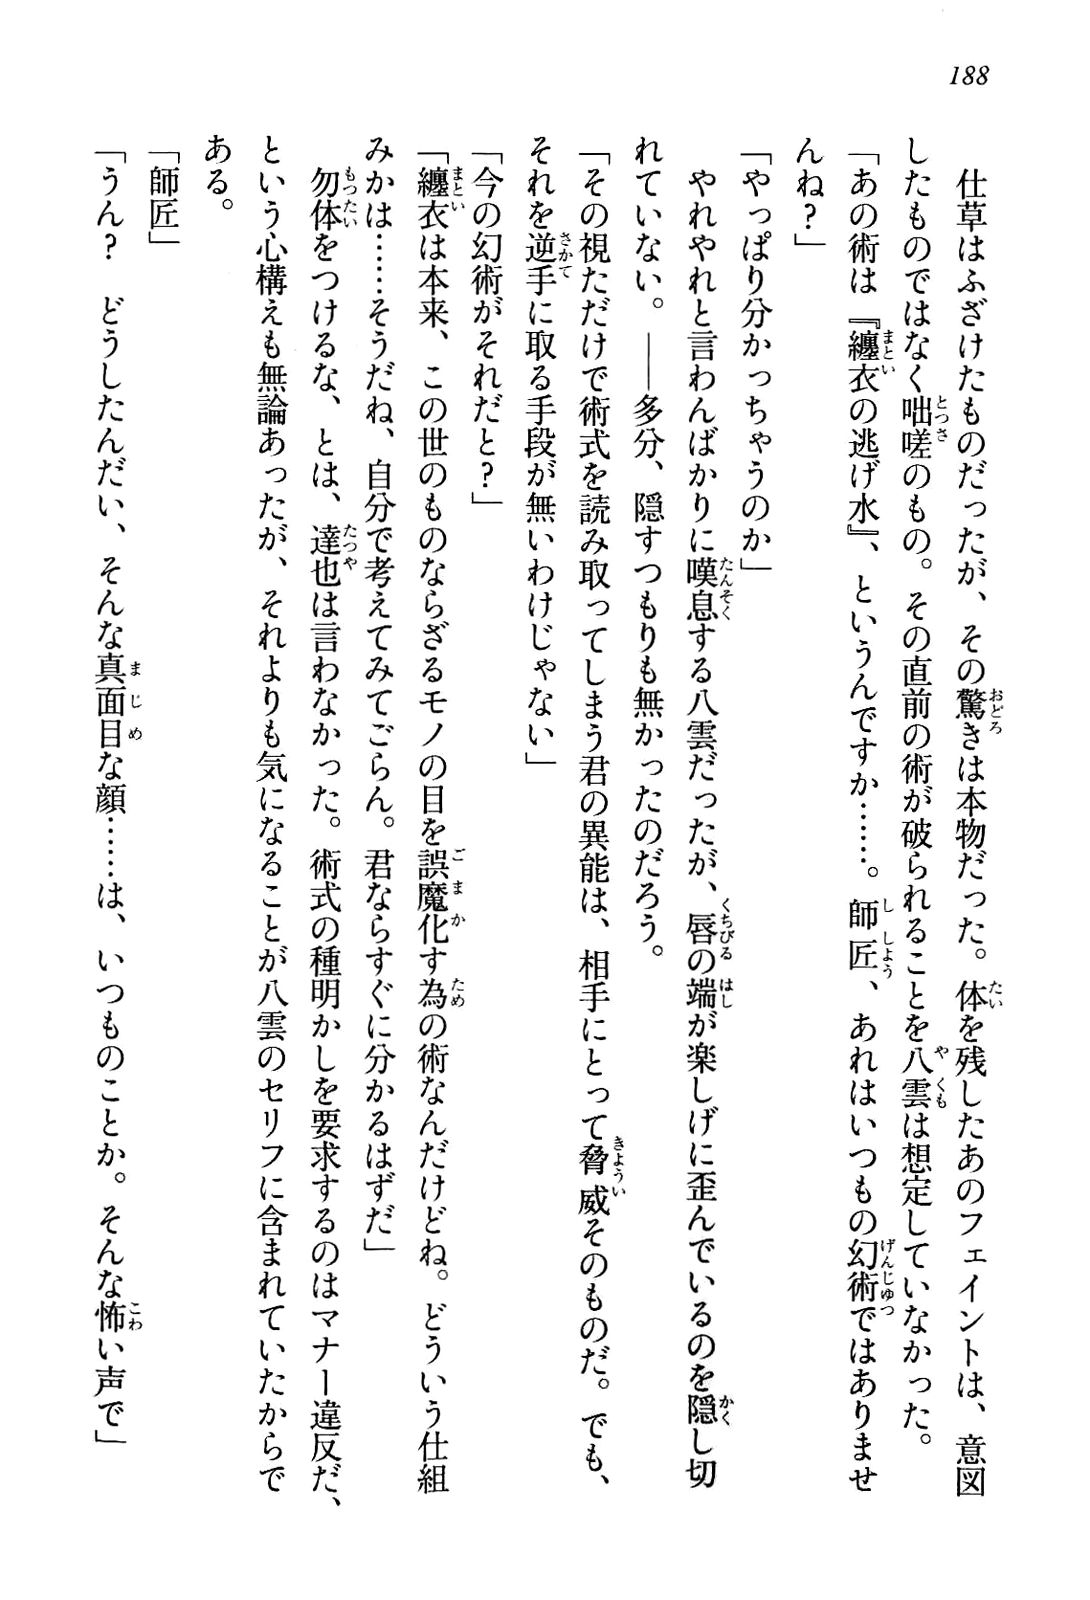 188
　仕草はふざけたものだったが、その驚きは本物だった。体を残したあのフェイントは、意図
したものではなく咄嗟のもの。その直前の術が破られることを八雲は想定していなかった。
「あの術は『纏衣の逃げ水』、というんですか……。師匠、あれはいつもの幻術ではありませ
んね？」
「やっぱり分かっちゃうのか」
　やれやれと言わんばかりに嘆息する八雲だったが、唇の端が楽しげに歪んでいるのを隠し切
れていない。――多分、隠すつもりも無かったのだろう。
「その視ただけで術式を読み取ってしまう君の異能は、相手にとって脅威そのものだ。でも、
それを逆手に取る手段が無いわけじゃない」
「今の幻術がそれだと？」
「纏衣は本来、この世のものならざるモノの目を誤魔化す為の術なんだけどね。どういう仕組
みかは……そうだね、自分で考えてみてごらん。君ならすぐに分かるはずだ」
　勿体をつけるな、とは、達也は言わなかった。術式の種明かしを要求するのはマナー違反だ、
という心構えも無論あったが、それよりも気になることが八雲のセリフに含まれていたからで
ある。
「師匠」
「うん？　どうしたんだい、そんな真面目な顔……は、いつものことか。そんな怖い声で」